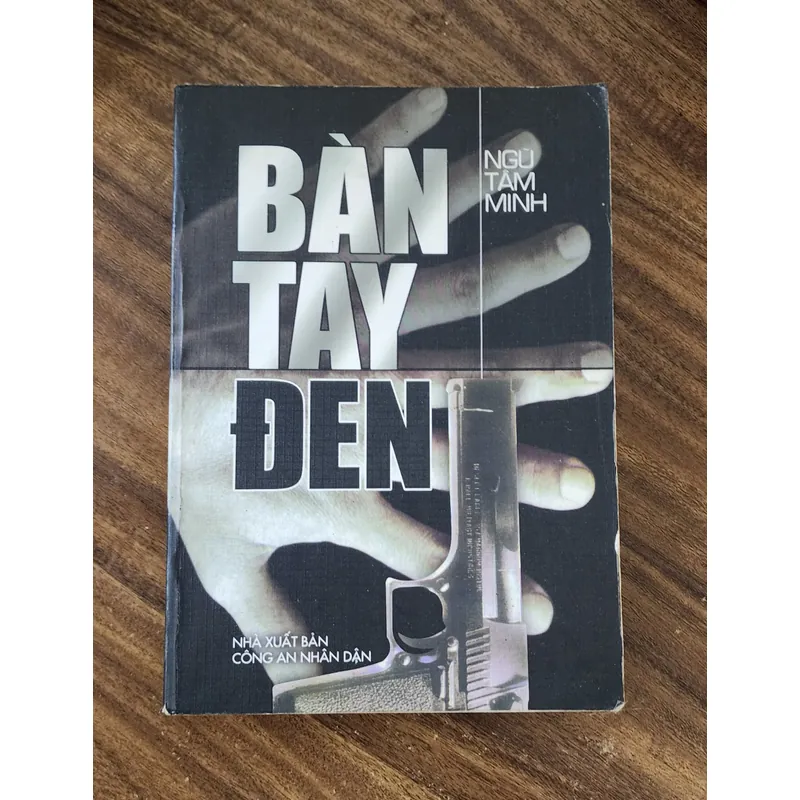 BÀN
TAY
ĐEN
NGŨ
TÂM
MINH
NHÀ XUẤT BẢN
CÔNG AN NHÂN DÂN